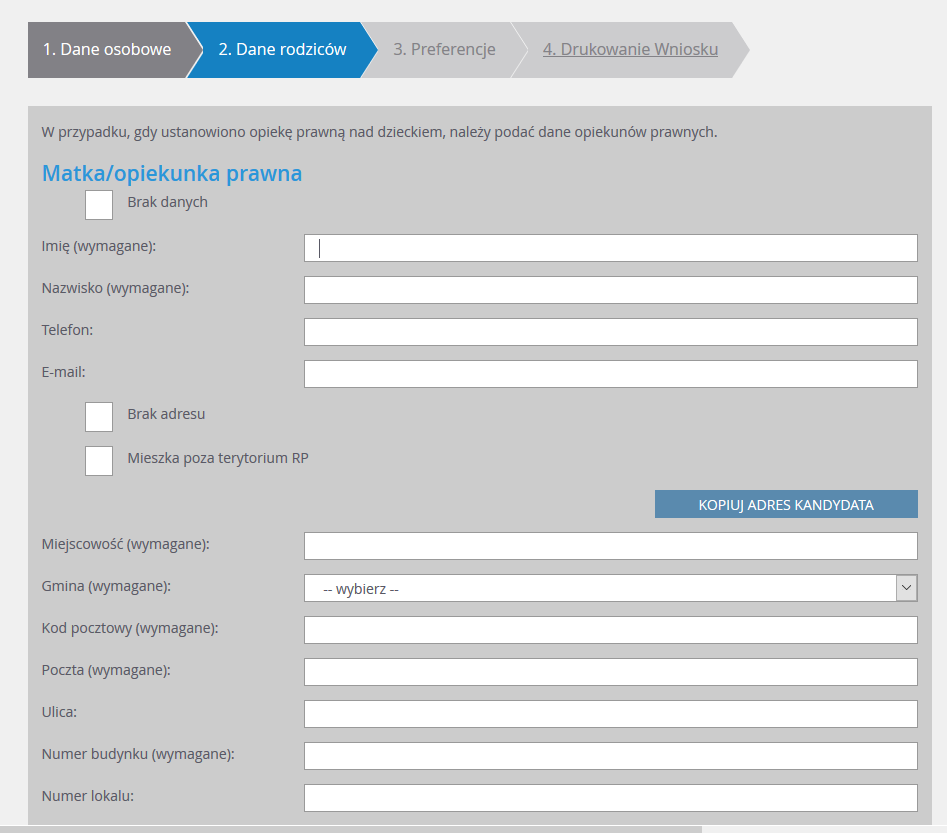 1. Dane osobowe
2. Dane rodziców
3. Preferencje
4. Drukowanie Wniosku
W przypadku, gdy ustanowiono opiekę prawną nad dzieckiem, należy podać dane opiekunów prawnych.
Matka/opiekunka prawna
Brak danych
Imię (wymagane):
Nazwisko (wymagane):
Telefon:
E-mail:
Brak adresu
Mieszka poza terytorium RP
KOPIUJ ADRES KANDYDATA
Miejscowość (wymagane):
Gmina (wymagane):
-- wybierz --
Kod pocztowy (wymagane):
Poczta (wymagane):
Ulica:
Numer budynku (wymagane):
Numer lokalu: